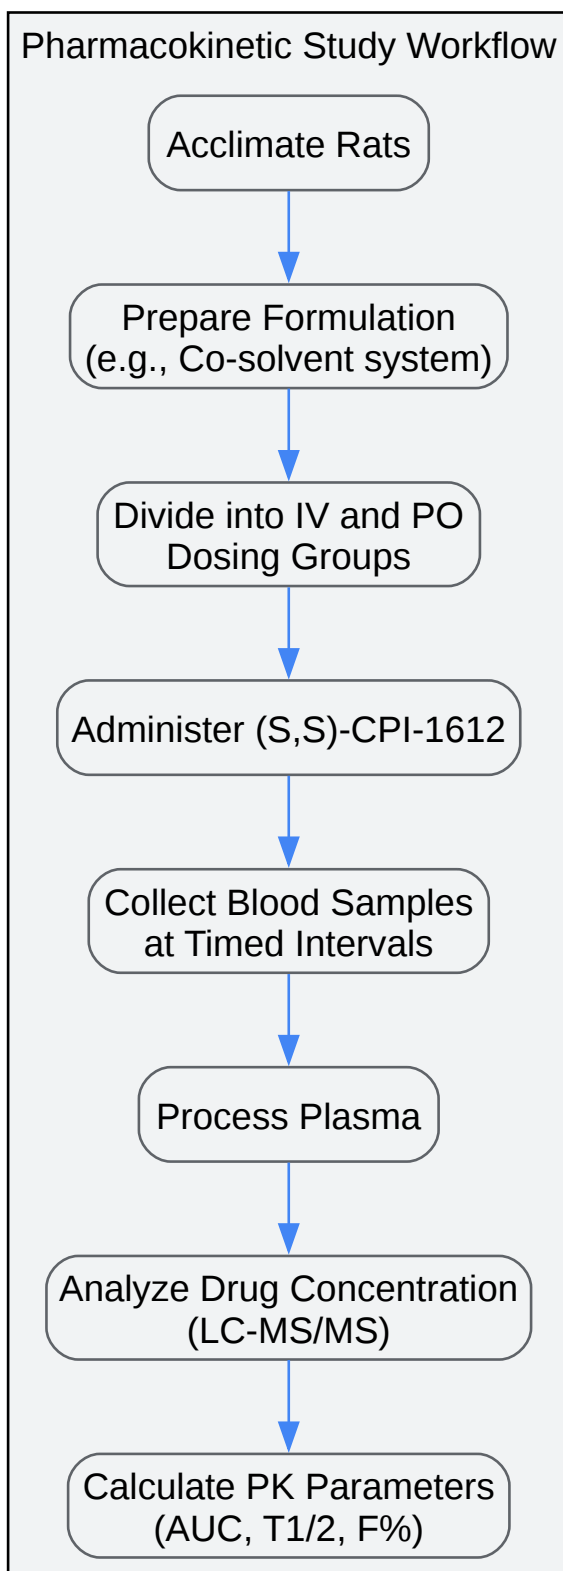 Pharmacokinetic Study Workflow
Acclimate Rats
Prepare Formulation
(e.g., Co-solvent system)
Divide into IV and PO
Dosing Groups
Administer (S,S)-CPI-1612
Collect Blood Samples
at Timed Intervals
Process Plasma
Analyze Drug Concentration
(LC-MS/MS)
Calculate PK Parameters
(AUC, T1/2, F%)